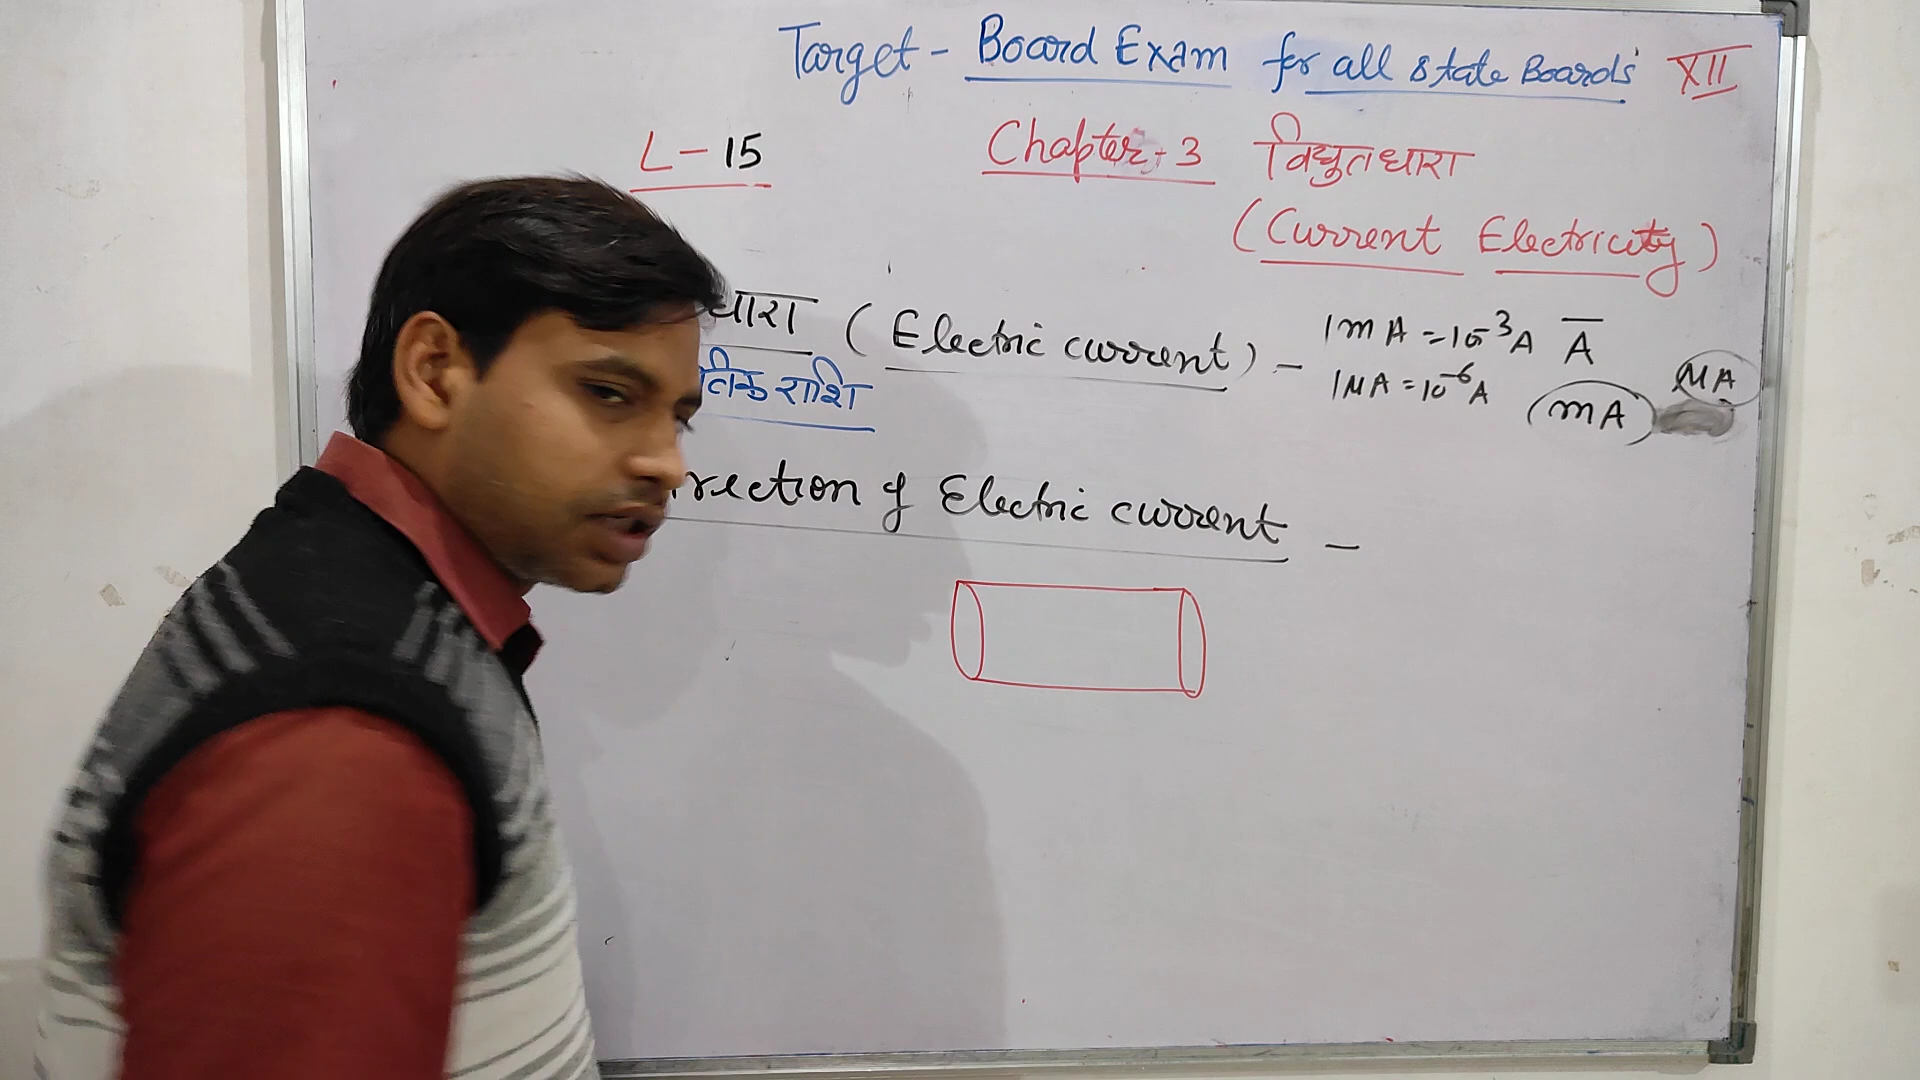 Target - Board Exam for all state Boards XII
L - 15 Chapter - 3 विद्युतधारा
(Current Electricity)
धारा (Electric current) - 1mA = 10⁻³A A
1μA = 10⁻⁶A mA μA
राशि
rection of Electric current -